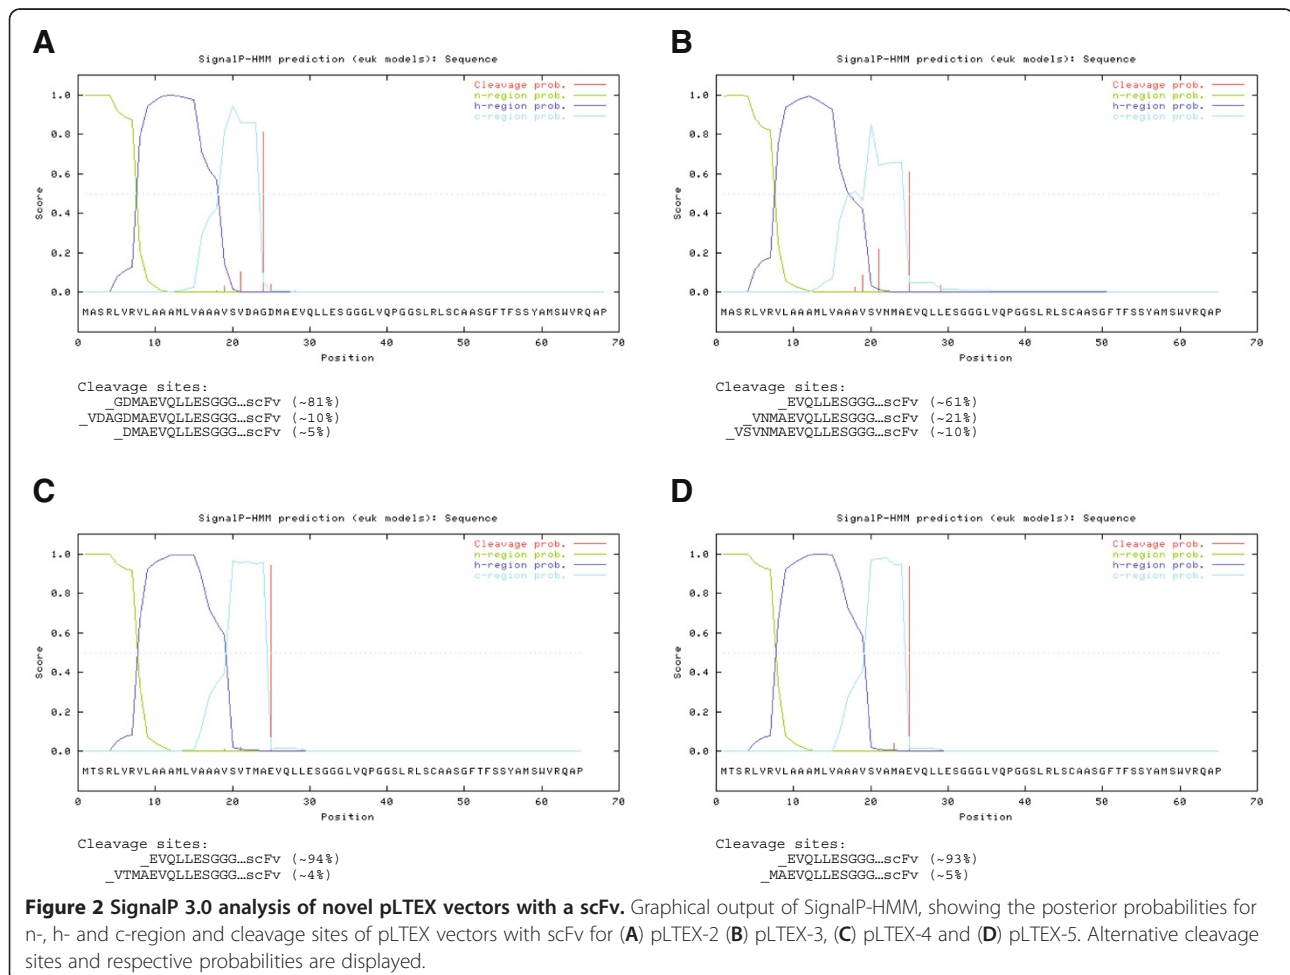 A
SignalP-HMM prediction (euk models): Sequence
Cleavage prob.
n-region prob.
h-region prob.
c-region prob.
1.0
0.8
0.6
0.4
0.2
0.0
Score
MASRLVRVLAAAMLVAAAVSVDAGDMAEVQLLESGGGLVQPGGSLRLSCAASGFTFSSYAMSWVRQAP
0 10 20 30 40 50 60 70
Position
Cleavage sites:
_GDMAEVQLLESGGG…scFv (~81%)
_VDAGDMAEVQLLESGGG…scFv (~10%)
_DMAEVQLLESGGG…scFv (~5%)
B
SignalP-HMM prediction (euk models): Sequence
Cleavage prob.
n-region prob.
h-region prob.
c-region prob.
1.0
0.8
0.6
0.4
0.2
0.0
Score
MASRLVRVLAAAMLVAAAVSVNMAEVQLLESGGGLVQPGGSLRLSCAASGFTFSSYAMSWVRQAP
0 10 20 30 40 50 60 70
Position
Cleavage sites:
_EVQLLESGGG…scFv (~61%)
_VNMAEVQLLESGGG…scFv (~21%)
_VSVNMAEVQLLESGGG…scFv (~10%)
C
SignalP-HMM prediction (euk models): Sequence
Cleavage prob.
n-region prob.
h-region prob.
c-region prob.
1.0
0.8
0.6
0.4
0.2
0.0
Score
MTSRLVRVLAAAMLVAAAVSVTMAEVQLLESGGGLVQPGGSLRLSCAASGFTFSSYAMSWVRQAP
0 10 20 30 40 50 60 70
Position
Cleavage sites:
_EVQLLESGGG…scFv (~94%)
_VTMAEVQLLESGGG…scFv (~4%)
D
SignalP-HMM prediction (euk models): Sequence
Cleavage prob.
n-region prob.
h-region prob.
c-region prob.
1.0
0.8
0.6
0.4
0.2
0.0
Score
MTSRLVRVLAAAMLVAAAVSVAMAEVQLLESGGGLVQPGGSLRLSCAASGFTFSSYAMSWVRQAP
0 10 20 30 40 50 60 70
Position
Cleavage sites:
_EVQLLESGGG…scFv (~93%)
_MAEVQLLESGGG…scFv (~5%)
Figure 2 SignalP 3.0 analysis of novel pLTEX vectors with a scFv. Graphical output of SignalP-HMM, showing the posterior probabilities for
n-, h- and c-region and cleavage sites of pLTEX vectors with scFv for (A) pLTEX-2 (B) pLTEX-3, (C) pLTEX-4 and (D) pLTEX-5. Alternative cleavage
sites and respective probabilities are displayed.